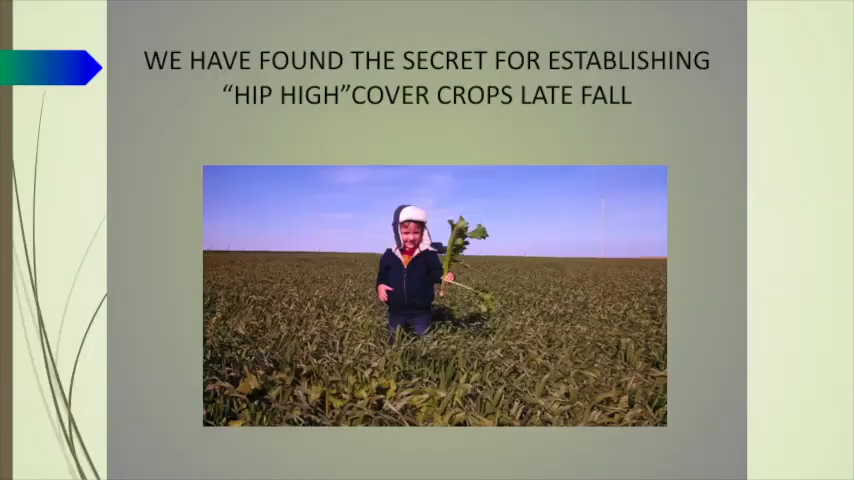 WE HAVE FOUND THE SECRET FOR ESTABLISHING
“HIP HIGH”COVER CROPS LATE FALL